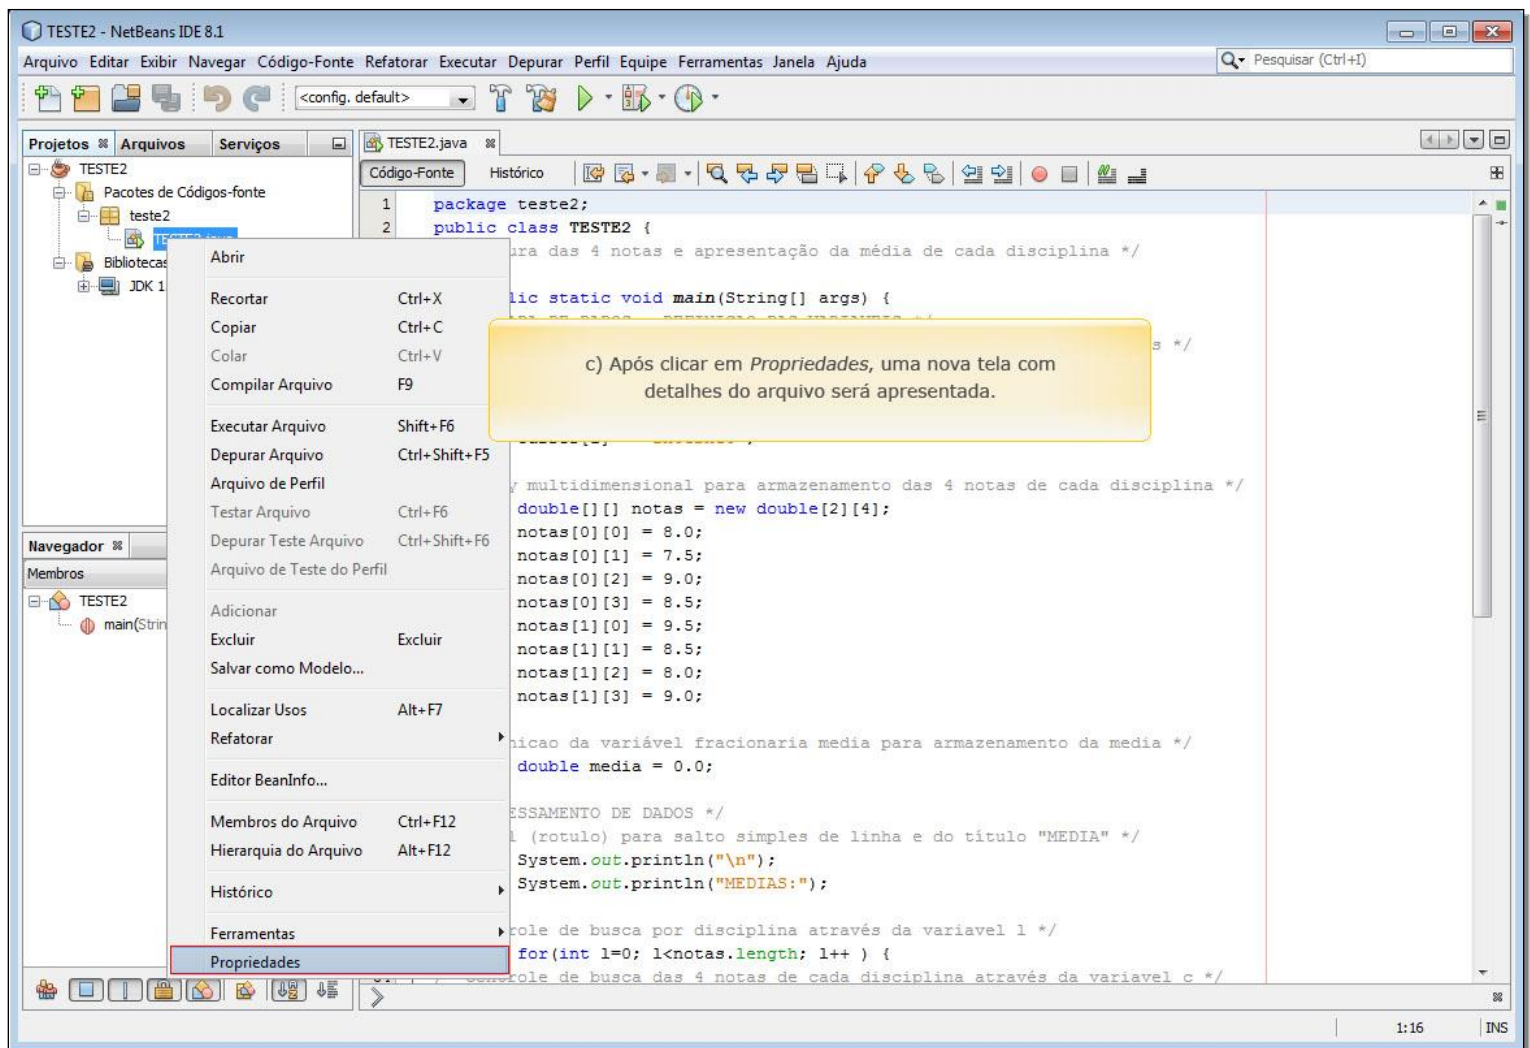 TESTE2 - NetBeans IDE 8.1
Arquivo Editar Exibir Navegar Código-Fonte Refatorar Executar Depurar Perfil Equipe Ferramentas Janela Ajuda
Pesquisar (Ctrl+I)
<config. default>
Projetos Arquivos Serviços
TESTE2
Pacotes de Códigos-fonte
teste2
Bibliotecas
JDK 1
TESTE2.java
Código-Fonte Histórico
1 package teste2;
2 public class TESTE2 {
ura das 4 notas e apresentação da média de cada disciplina */
lic static void main(String[] args) {
s */
c) Após clicar em Propriedades, uma nova tela com
detalhes do arquivo será apresentada.
y multidimensional para armazenamento das 4 notas de cada disciplina */
double[][] notas = new double[2][4];
notas[0][0] = 8.0;
notas[0][1] = 7.5;
notas[0][2] = 9.0;
notas[0][3] = 8.5;
notas[1][0] = 9.5;
notas[1][1] = 8.5;
notas[1][2] = 8.0;
notas[1][3] = 9.0;
nicao da variável fracionaria media para armazenamento da media */
double media = 0.0;
ESSAMENTO DE DADOS */
l (rotulo) para salto simples de linha e do título "MEDIA" */
System.out.println("\n");
System.out.println("MEDIAS:");
role de busca por disciplina através da variavel l */
for(int l=0; l<notas.length; l++ ) {
role de busca das 4 notas de cada disciplina através da variavel c */
Abrir
Recortar Ctrl+X
Copiar Ctrl+C
Colar Ctrl+V
Compilar Arquivo F9
Executar Arquivo Shift+F6
Depurar Arquivo Ctrl+Shift+F5
Arquivo de Perfil
Testar Arquivo Ctrl+F6
Depurar Teste Arquivo Ctrl+Shift+F6
Arquivo de Teste do Perfil
Adicionar
Excluir Excluir
Salvar como Modelo...
Localizar Usos Alt+F7
Refatorar
Editor BeanInfo...
Membros do Arquivo Ctrl+F12
Hierarquia do Arquivo Alt+F12
Histórico
Ferramentas
Propriedades
Navegador
Membros
TESTE2
main(Strin
1:16 INS